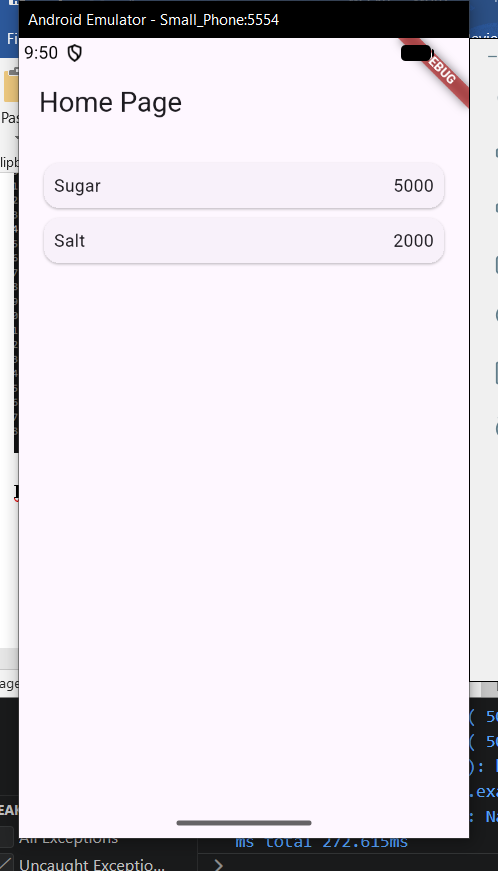 Android Emulator - Small_Phone:5554
9:50
DEBUG
Home Page
Sugar 5000
Salt 2000
All Exceptions
Uncaught Exceptio...
ms total 272.615ms